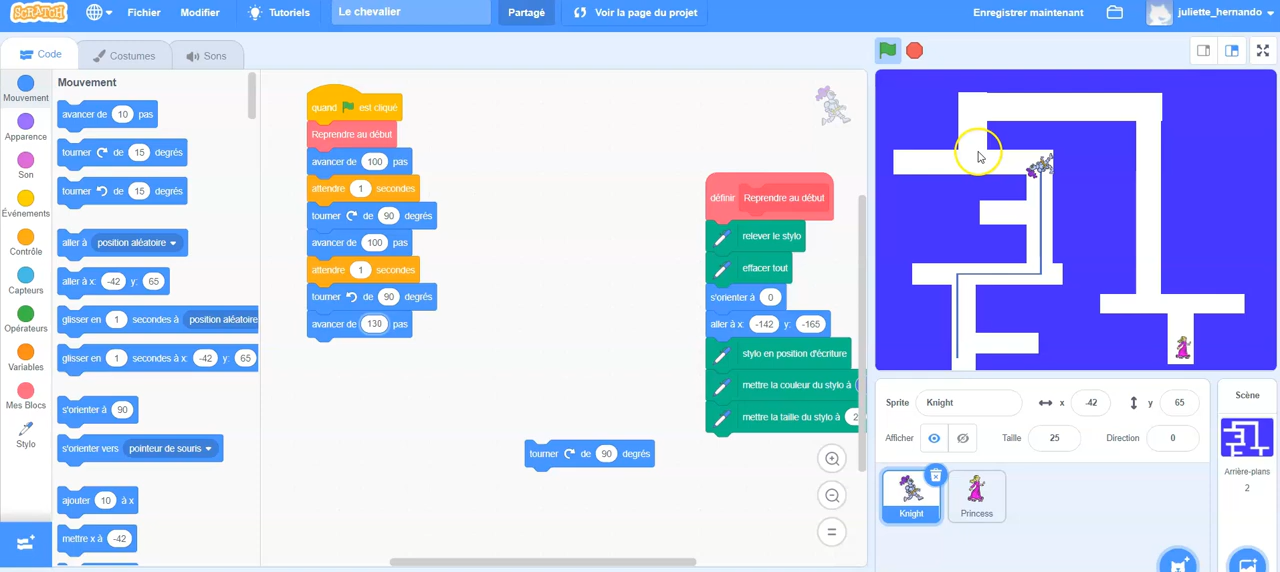 SCRATCH
Fichier
Modifier
Tutoriels
Le chevalier
Partagé
Voir la page du projet
Enregistrer maintenant
juliette_hernando
Code
Costumes
Sons
Mouvement
Apparence
Son
Événements
Contrôle
Capteurs
Opérateurs
Variables
Mes Blocs
Stylo
Mouvement
avancer de 10 pas
tourner de 15 degrés
tourner de 15 degrés
aller à position aléatoire
aller à x: -42 y: 65
glisser en 1 secondes à position aléatoire
glisser en 1 secondes à x: -42 y: 65
s'orienter à 90
s'orienter vers pointeur de souris
ajouter 10 à x
mettre x à -42
quand est cliqué
Reprendre au début
avancer de 100 pas
attendre 1 secondes
tourner de 90 degrés
avancer de 100 pas
attendre 1 secondes
tourner de 90 degrés
avancer de 130 pas
tourner de 90 degrés
définir Reprendre au début
relever le stylo
effacer tout
s'orienter à 0
aller à x: -142 y: -165
stylo en position d'écriture
mettre la couleur du stylo à
mettre la taille du stylo à 2
Sprite Knight x -42 y 65
Afficher Taille 25 Direction 0
Knight
Princess
Scène
Arrière-plans
2